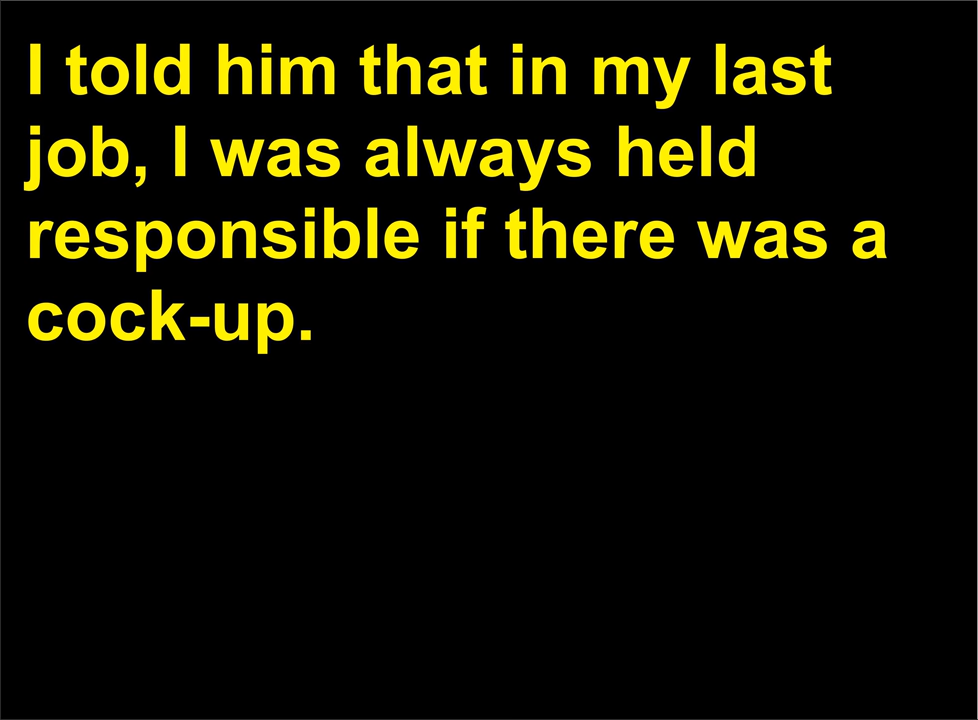 I told him that in my last
job, I was always held
responsible if there was a
cock-up.